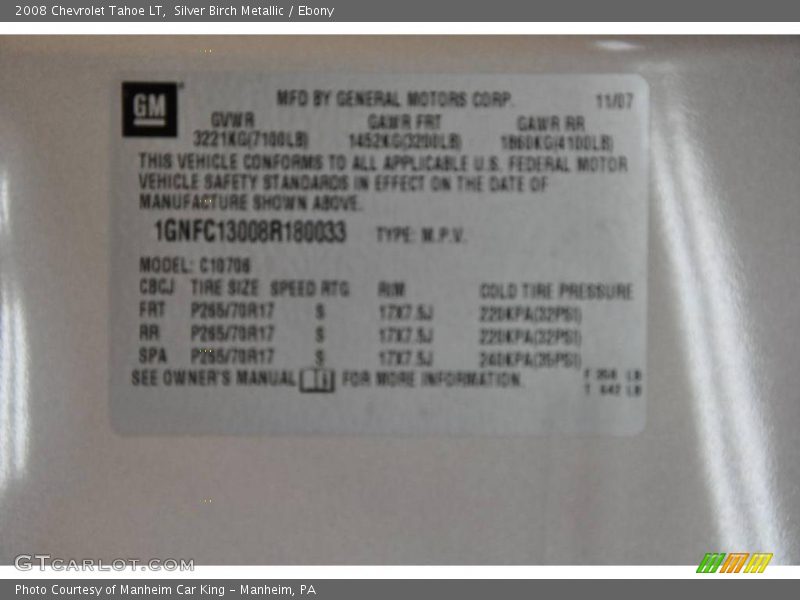 2008 Chevrolet Tahoe LT, Silver Birch Metallic / Ebony
GM
MFD BY GENERAL MOTORS CORP. 11/07
GVWR GAWR FRT GAWR RR
3221KG(7100LB) 1452KG(3200LB) 1860KG(4100LB)
THIS VEHICLE CONFORMS TO ALL APPLICABLE U.S. FEDERAL MOTOR
VEHICLE SAFETY STANDARDS IN EFFECT ON THE DATE OF
MANUFACTURE SHOWN ABOVE.
1GNFC13008R180033 TYPE: M.P.V.
MODEL: C10706
TIRE SIZE SPEED RTG RIM COLD TIRE PRESSURE
FRT P265/70R17 S 17X7.5J 220KPA(32PSI)
RR P265/70R17 S 17X7.5J 220KPA(32PSI)
SPA P265/70R17 S 17X7.5J 240KPA(35PSI)
SEE OWNER'S MANUAL FOR MORE INFORMATION.
GTCARLOT.COM
Photo Courtesy of Manheim Car King - Manheim, PA